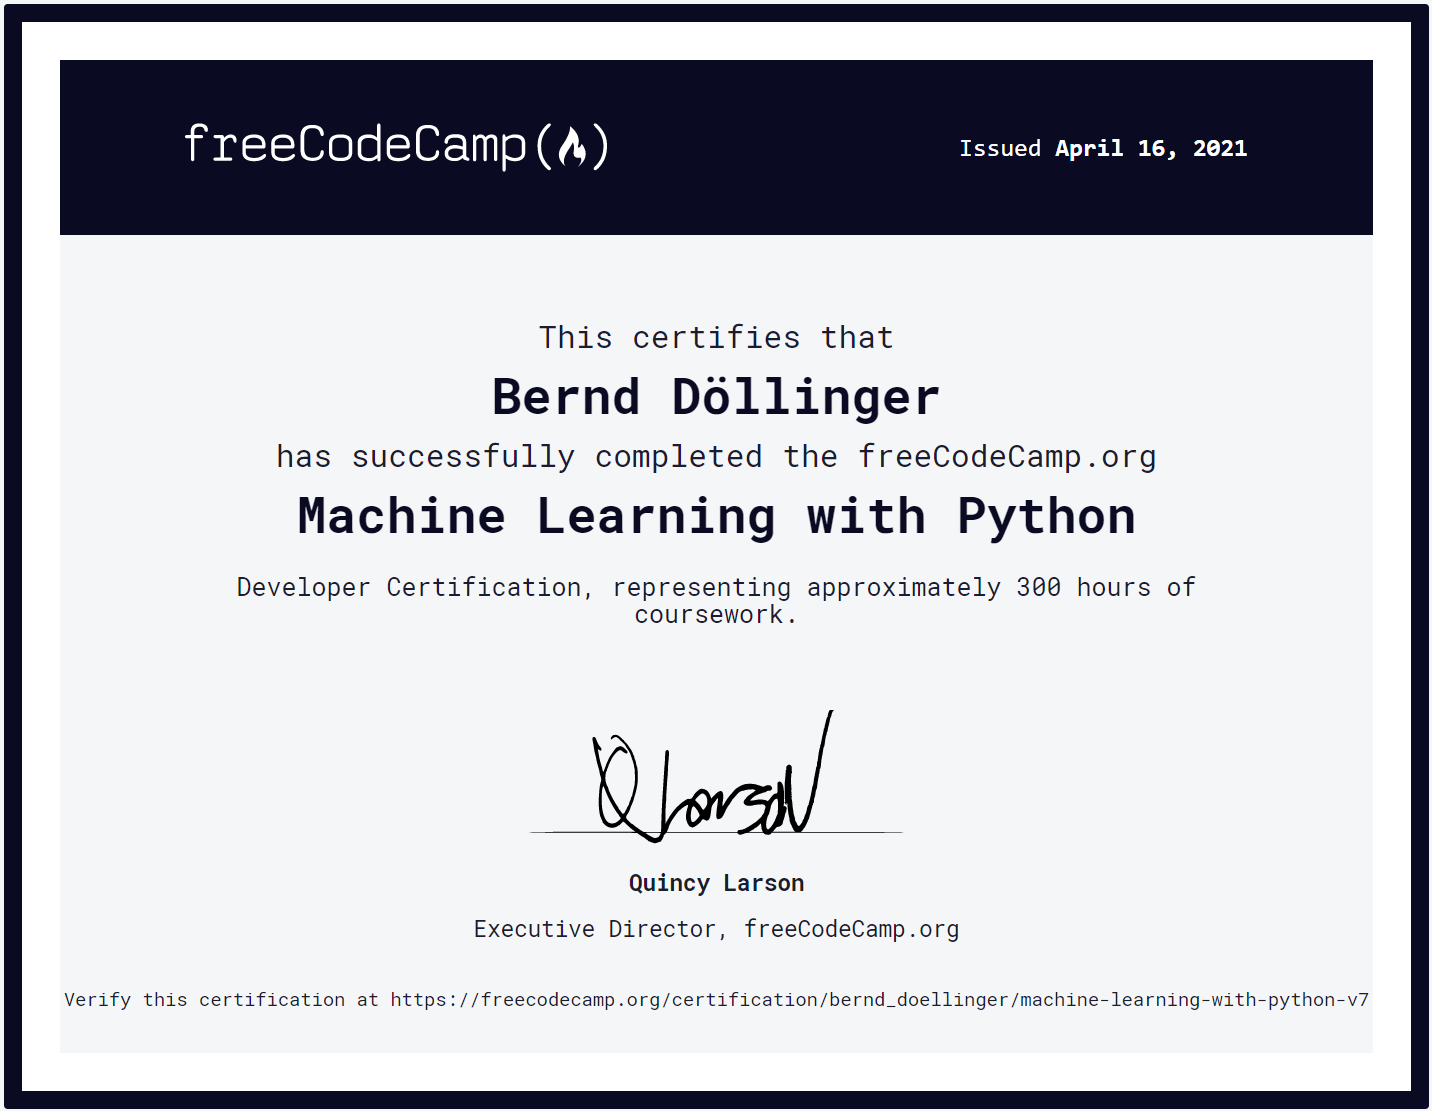 freeCodeCamp(🔥)
Issued April 16, 2021
This certifies that
Bernd Döllinger
has successfully completed the freeCodeCamp.org
Machine Learning with Python
Developer Certification, representing approximately 300 hours of
coursework.
Q Larson
Quincy Larson
Executive Director, freeCodeCamp.org
Verify this certification at https://freecodecamp.org/certification/bernd_doellinger/machine-learning-with-python-v7